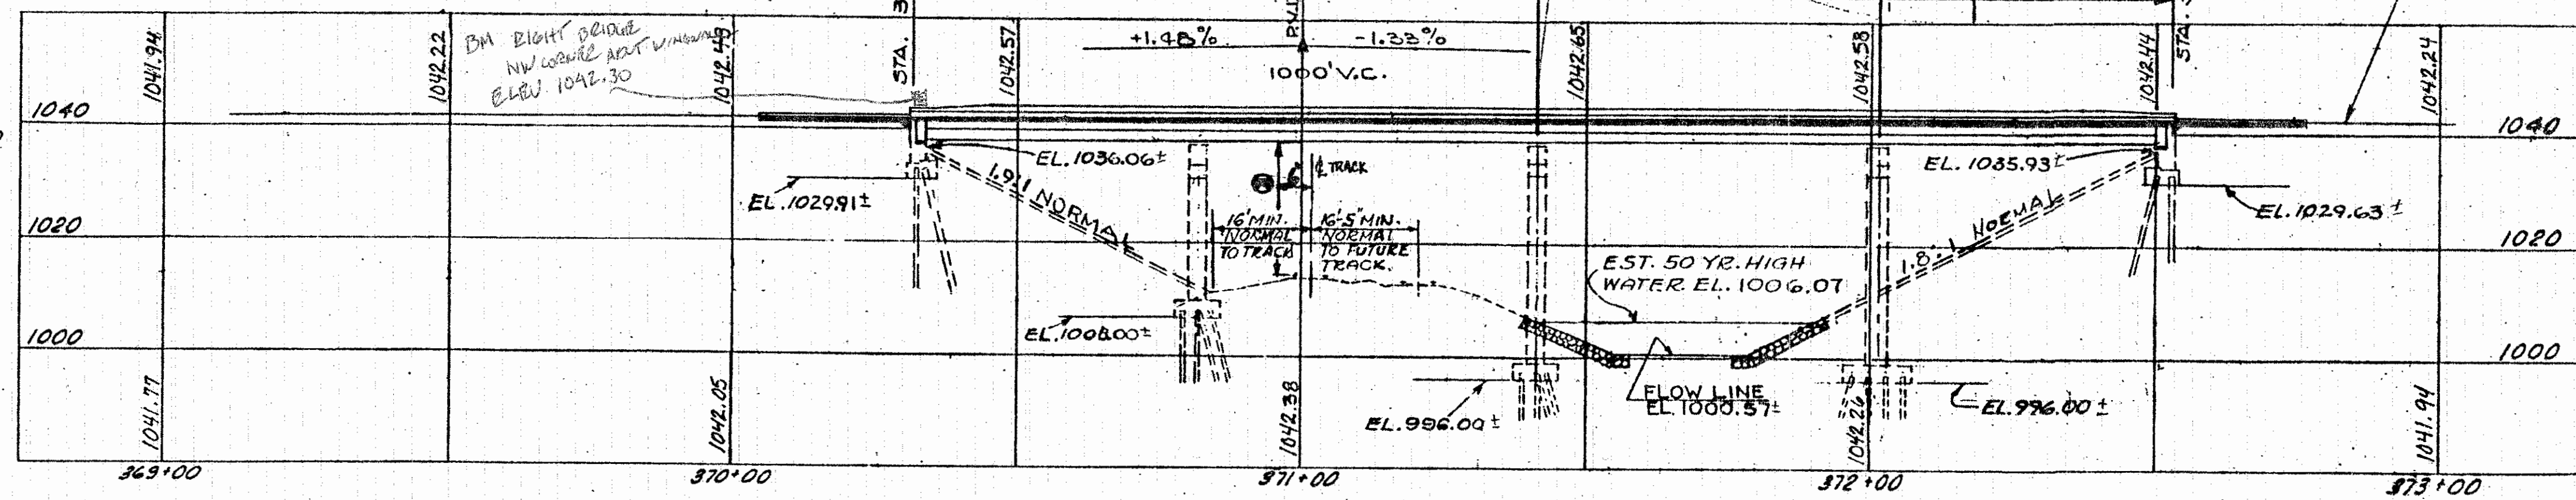 1041.94
1042.22
BM RIGHT BRIDGE
NW CORNER ABUT WINGWALL
ELEV 1042.30
1042.49
STA. 3
1042.57
+1.48%
P.V.I.
-1.33%
1000' V.C.
1042.65
1042.58
1042.44
STA.
1042.24
1040
1040
EL. 1036.06±
EL. 1035.93±
℄ TRACK
6'
EL. 1029.91±
1.9:1 NORMAL
16' MIN.
NORMAL
TO TRACK
16'-5" MIN.
NORMAL
TO FUTURE
TRACK.
1.8:1 NORMAL
EL. 1029.63±
1020
1020
EST. 50 YR. HIGH
WATER EL. 1006.07
1000
1000
FLOW LINE
EL. 1000.57±
EL. 996.00±
EL. 996.00±
1041.77
1042.05
1042.38
1042.26
1041.94
369+00
370+00
371+00
372+00
373+00